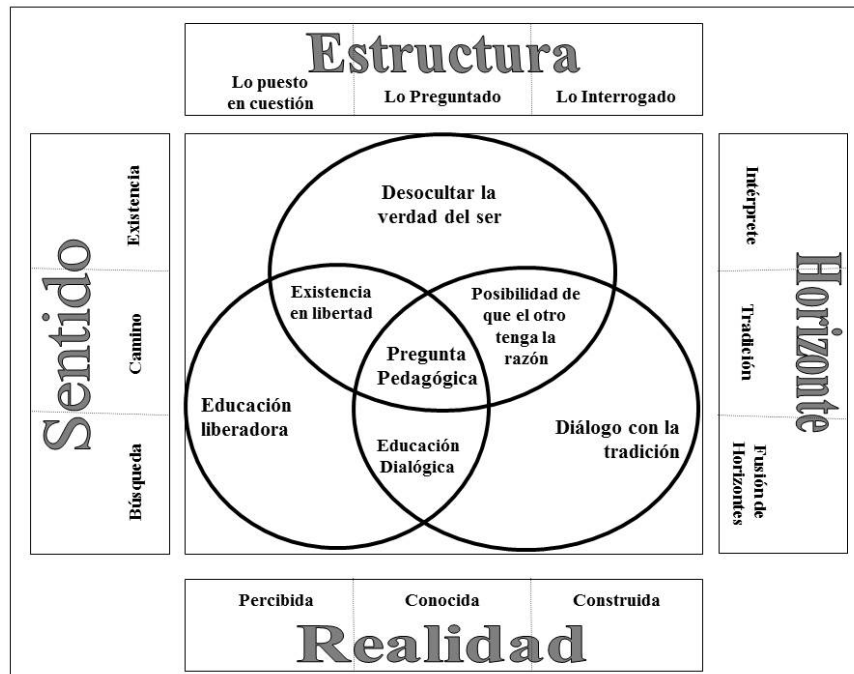 Estructura
Lo puesto
en cuestión
Lo Preguntado
Lo Interrogado
Sentido
Existencia
Camino
Búsqueda
Desocultar la
verdad del ser
Existencia
en libertad
Posibilidad de
que el otro
tenga la
razón
Pregunta
Pedagógica
Educación
liberadora
Educación
Dialógica
Diálogo con la
tradición
Horizonte
Intérprete
Tradición
Fusión de
Horizontes
Percibida
Conocida
Construida
Realidad